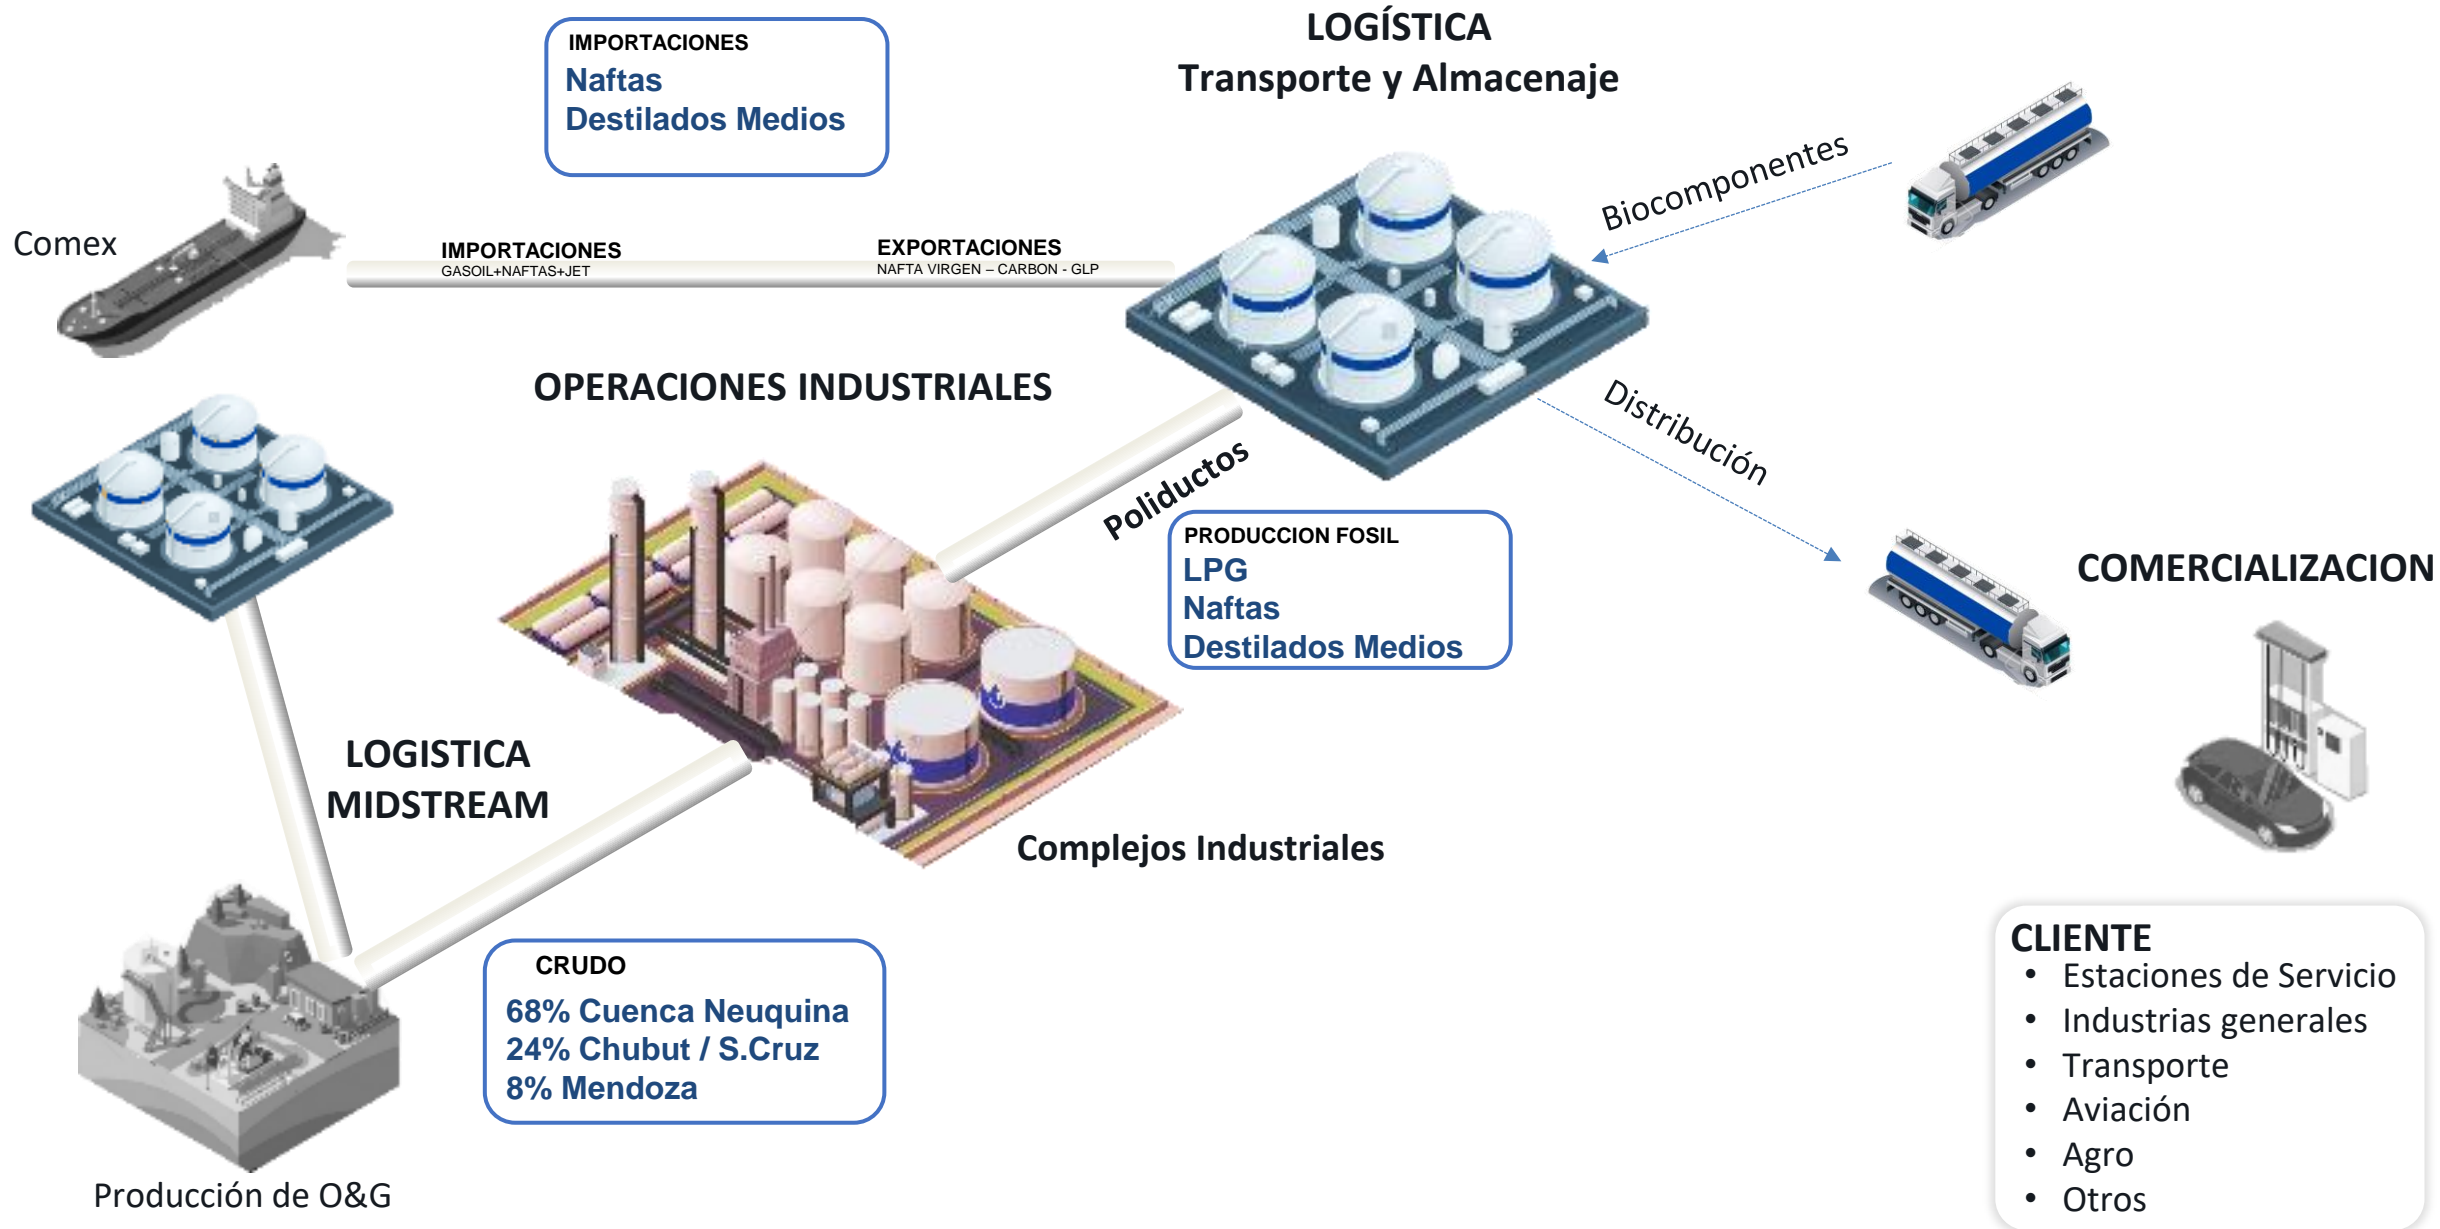 IMPORTACIONES
Naftas
Destilados Medios
LOGÍSTICA
Transporte y Almacenaje
Biocomponentes
Comex
IMPORTACIONES
GASOIL+NAFTAS+JET
EXPORTACIONES
NAFTA VIRGEN – CARBON - GLP
OPERACIONES INDUSTRIALES
Distribución
Poliductos
PRODUCCION FOSIL
LPG
Naftas
Destilados Medios
COMERCIALIZACION
LOGISTICA
MIDSTREAM
Complejos Industriales
CRUDO
68% Cuenca Neuquina
24% Chubut / S.Cruz
8% Mendoza
Producción de O&G
CLIENTE
• Estaciones de Servicio
• Industrias generales
• Transporte
• Aviación
• Agro
• Otros